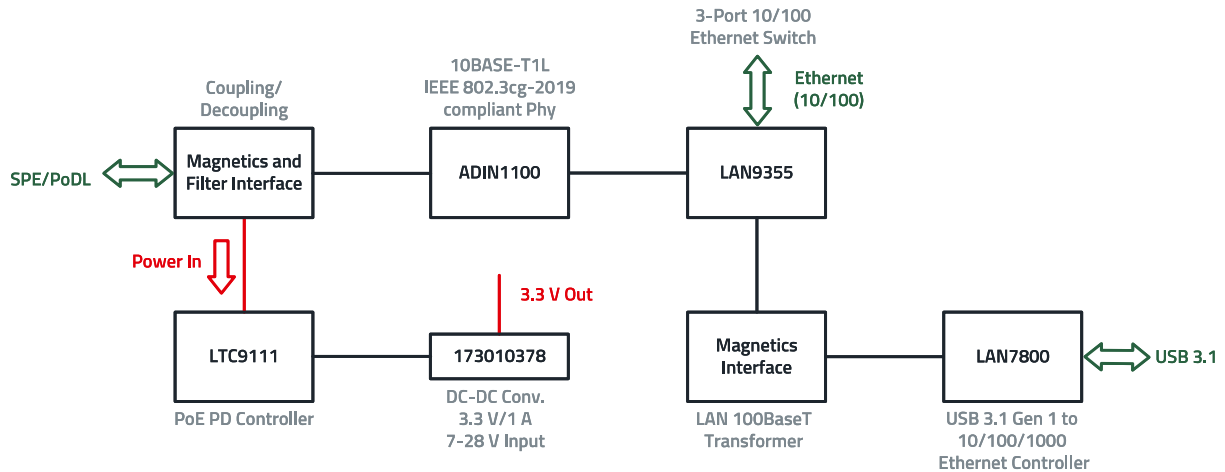 3-Port 10/100
Ethernet Switch
Ethernet
(10/100)
10BASE-T1L
IEEE 802.3cg-2019
compliant Phy
Coupling/
Decoupling
SPE/PoDL
Magnetics and
Filter Interface
ADIN1100
LAN9355
Power In
3.3 V Out
LTC9111
PoE PD Controller
173010378
DC-DC Conv.
3.3 V/1 A
7-28 V Input
Magnetics
Interface
LAN 100BaseT
Transformer
LAN7800
USB 3.1 Gen 1 to
10/100/1000
Ethernet Controller
USB 3.1